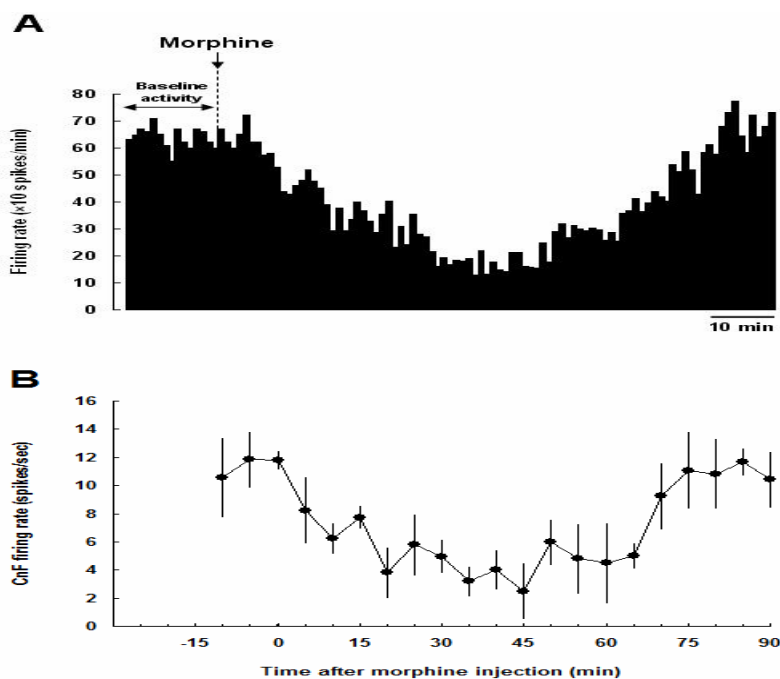 A
Morphine
Baseline
activity
Firing rate (×10 spikes/min)
80
70
60
50
40
30
20
10
0
10 min
B
CnF firing rate (spikes/sec)
16
14
12
10
8
6
4
2
0
-15 0 15 30 45 60 75 90
Time after morphine injection (min)